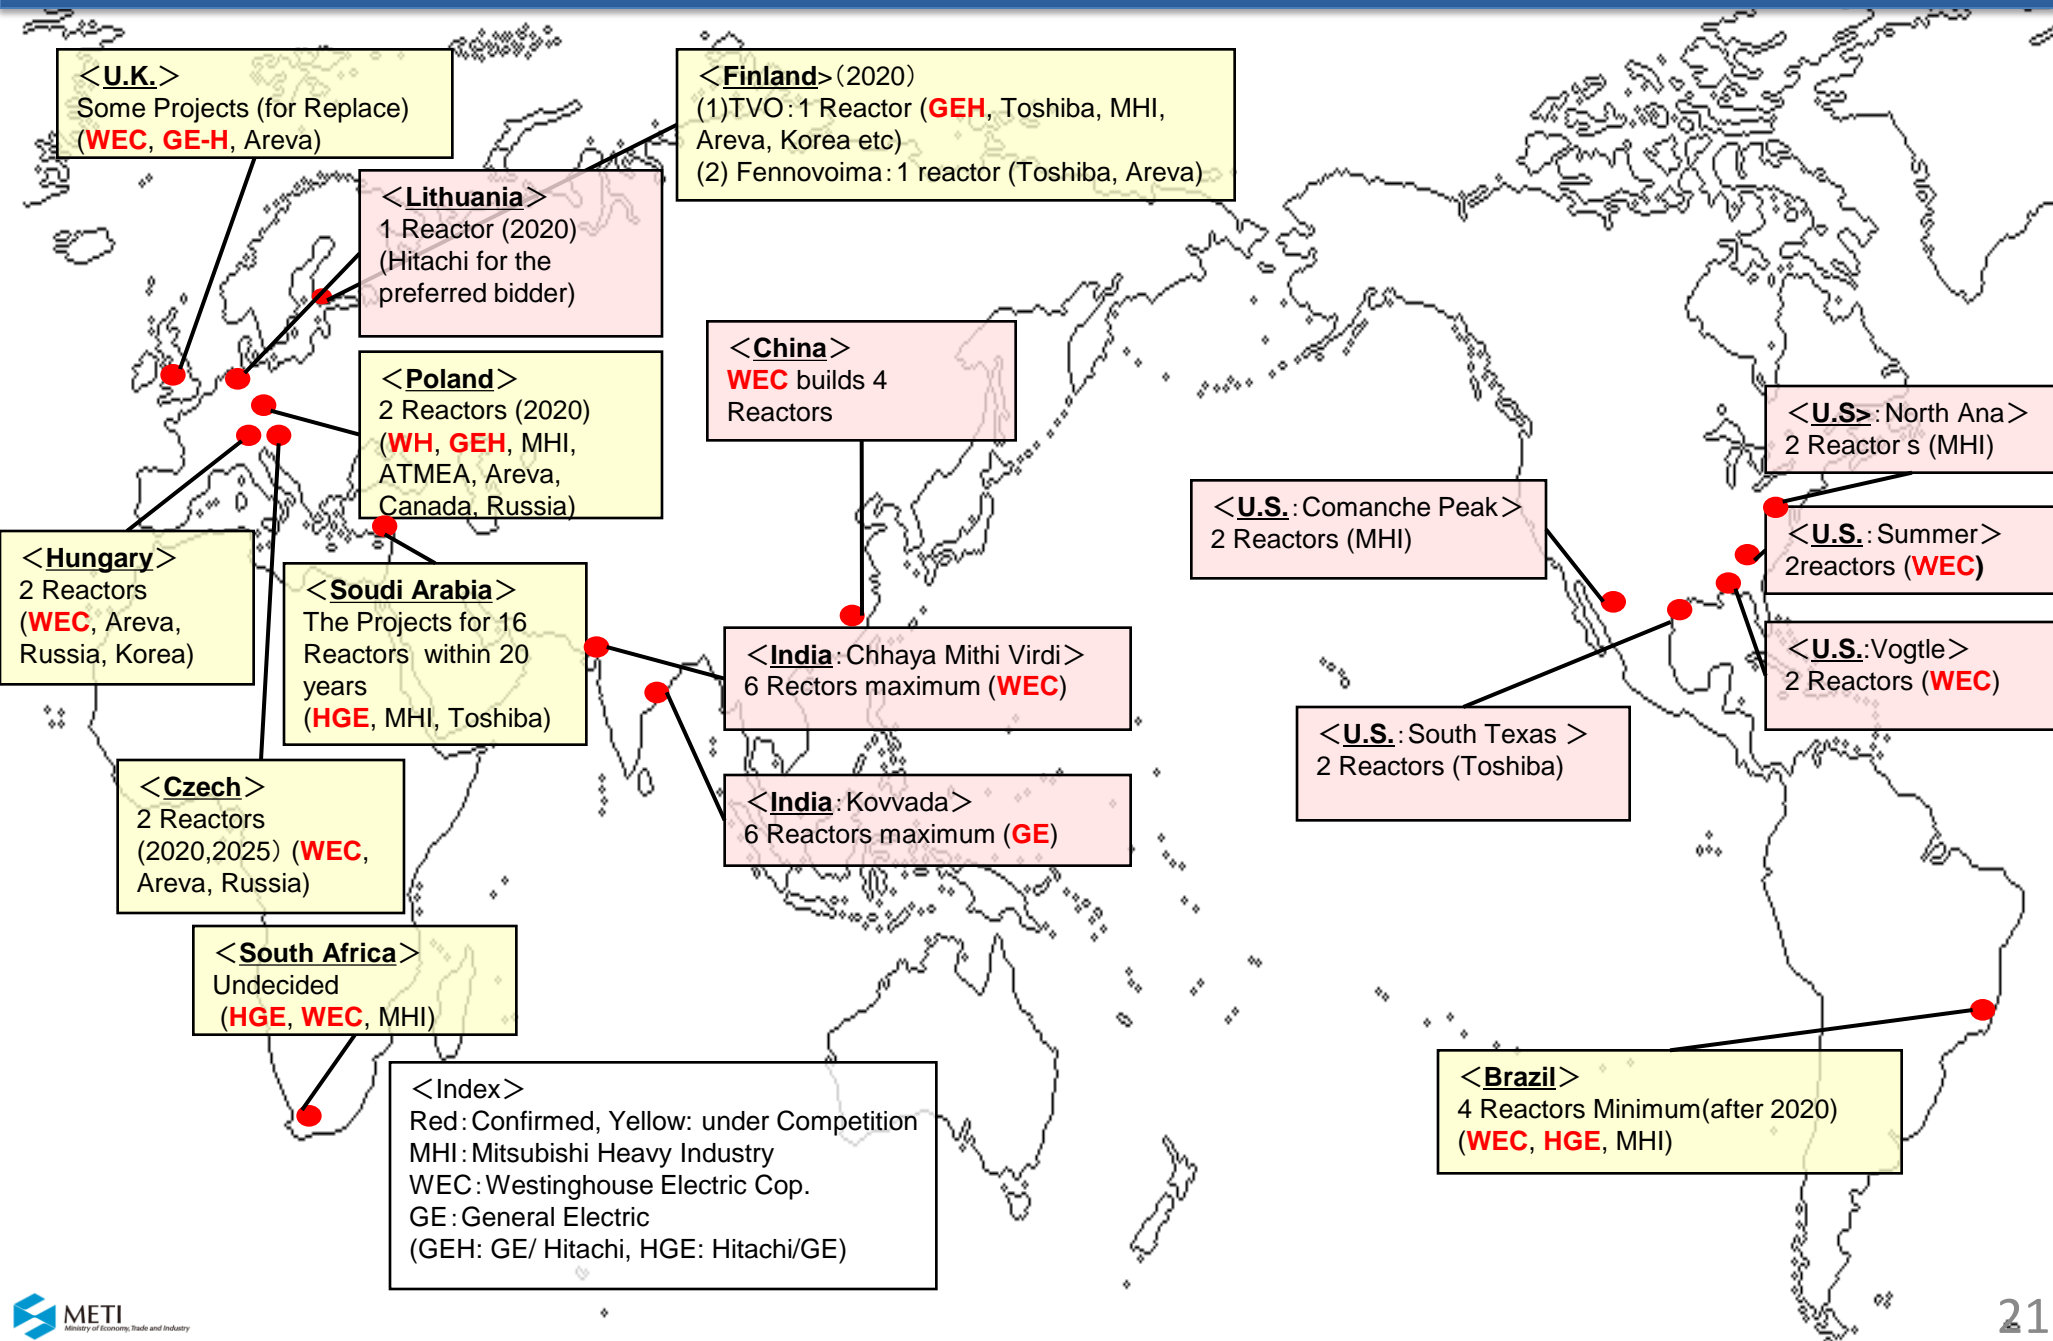 ＜U.K.＞
Some Projects (for Replace)
(WEC, GE-H, Areva)
＜Finland>（2020）
(1)TVO：1 Reactor (GEH, Toshiba, MHI,
Areva, Korea etc)
(2) Fennovoima：1 reactor (Toshiba, Areva)
＜Lithuania＞
1 Reactor (2020)
(Hitachi for the
preferred bidder)
＜Poland＞
2 Reactors (2020)
(WH, GEH, MHI,
ATMEA, Areva,
Canada, Russia)
＜China＞
WEC builds 4
Reactors
＜U.S>：North Ana＞
2 Reactor s (MHI)
＜U.S.：Comanche Peak＞
2 Reactors (MHI)
＜U.S.：Summer＞
2reactors (WEC)
＜Hungary＞
2 Reactors
(WEC, Areva,
Russia, Korea)
＜Soudi Arabia＞
The Projects for 16
Reactors within 20
years
(HGE, MHI, Toshiba)
＜India：Chhaya Mithi Virdi＞
6 Rectors maximum (WEC)
＜U.S.:Vogtle＞
2 Reactors (WEC)
＜U.S.：South Texas ＞
2 Reactors (Toshiba)
＜Czech＞
2 Reactors
(2020,2025） (WEC,
Areva, Russia)
＜India：Kovvada＞
6 Reactors maximum (GE)
＜South Africa＞
Undecided
(HGE, WEC, MHI)
＜Index＞
Red：Confirmed, Yellow: under Competition
MHI：Mitsubishi Heavy Industry
WEC：Westinghouse Electric Cop.
GE：General Electric
(GEH: GE/ Hitachi, HGE: Hitachi/GE)
＜Brazil＞
4 Reactors Minimum(after 2020)
(WEC, HGE, MHI)
METI
Ministry of Economy, Trade and Industry
21